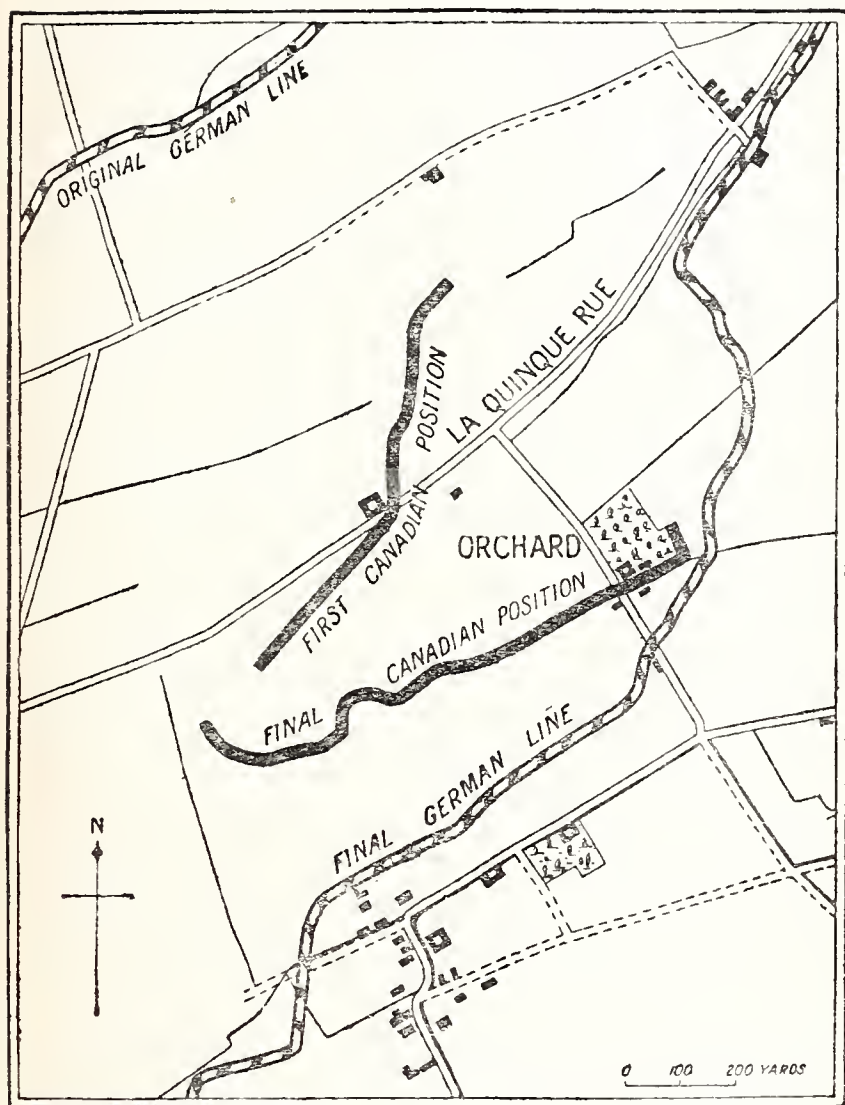 ORIGINAL GERMAN LINE
LA QUINQUE RUE
FIRST CANADIAN POSITION
ORCHARD
FINAL CANADIAN POSITION
FINAL GERMAN LINE
N
0 100 200 YARDS